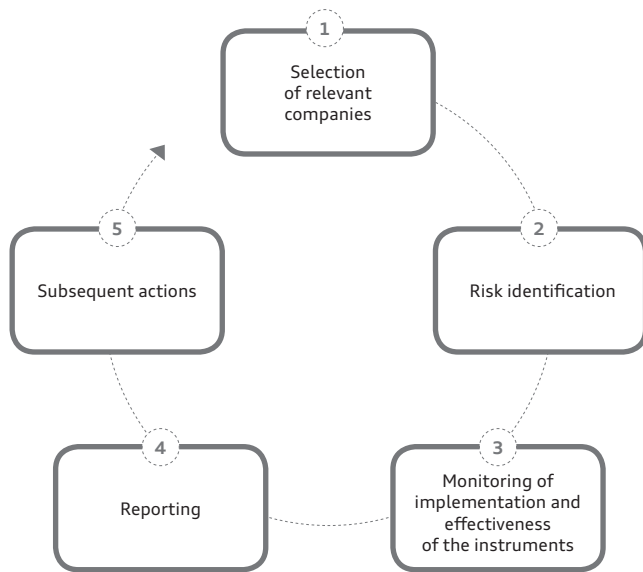 1
Selection
of relevant
companies
2
Risk identification
3
Monitoring of
implementation and
effectiveness
of the instruments
4
Reporting
5
Subsequent actions